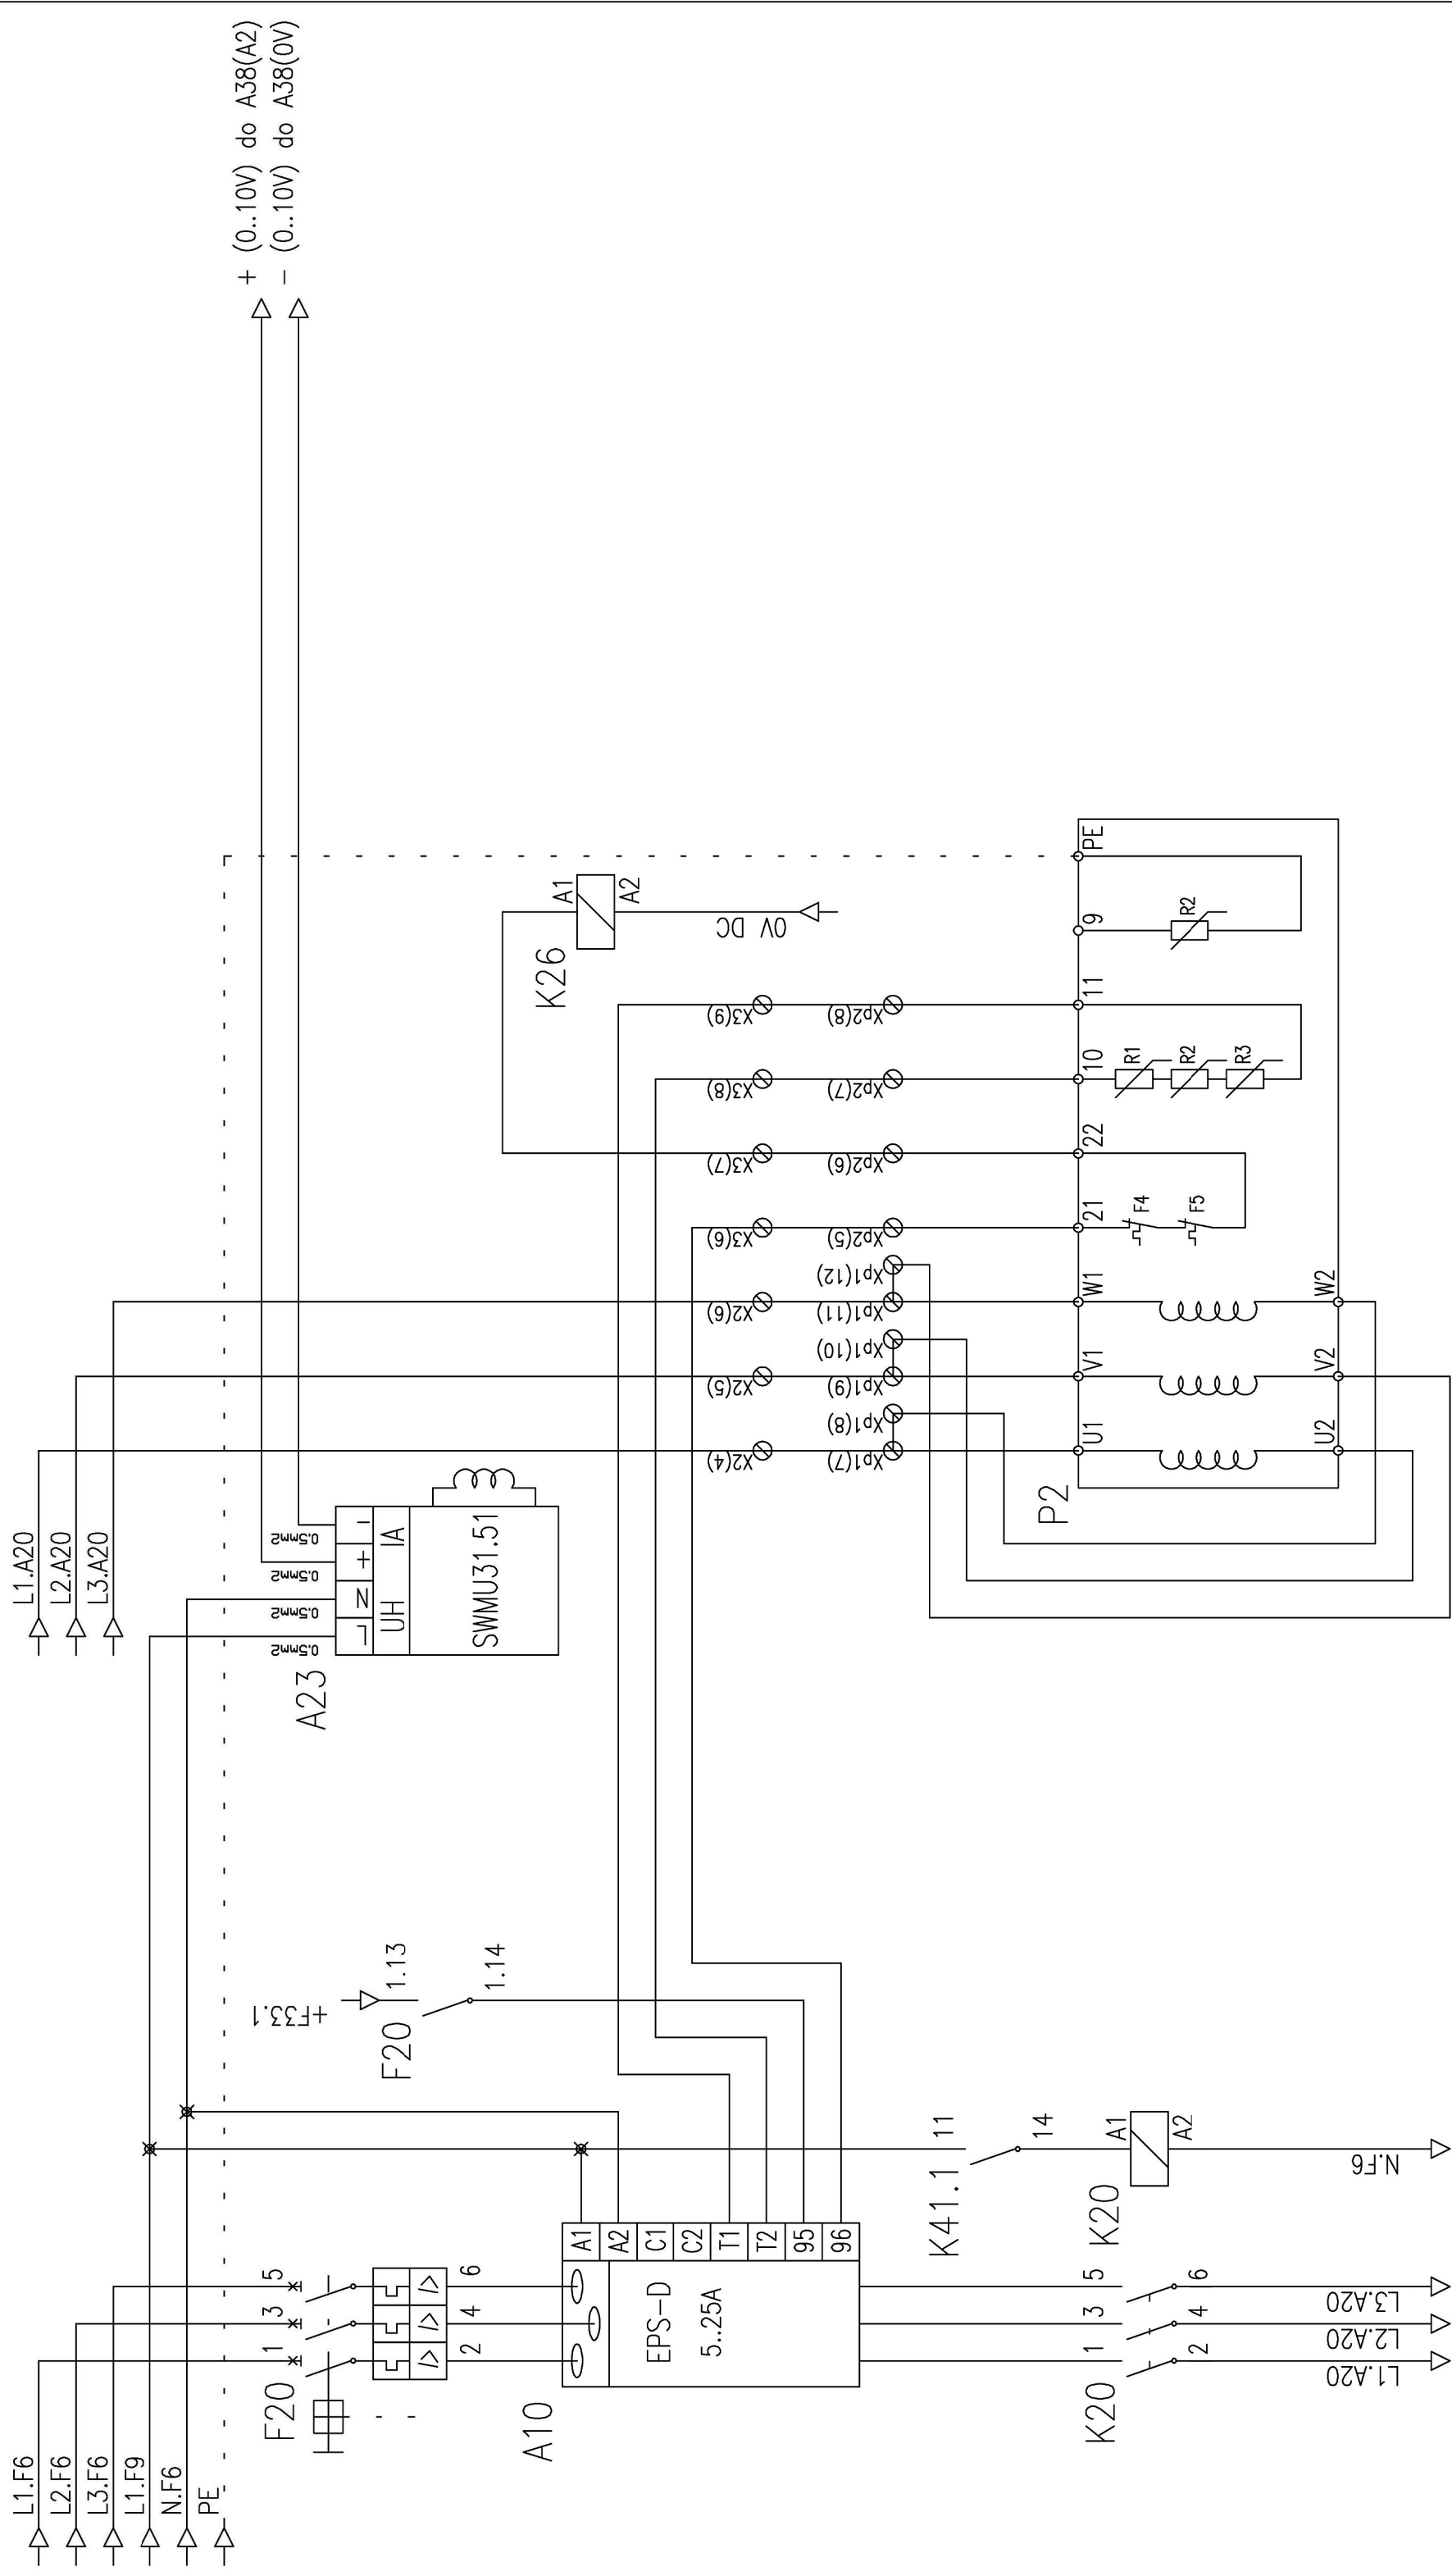 L1.F6
L2.F6
L3.F6
L1.F9
N.F6
PE
F20
1
3
5
2
4
6
I>
I>
I>
A10
EPS-D
5..25A
A1
A2
C1
C2
T1
T2
95
96
K20
1
3
5
2
4
6
L1.A20
L2.A20
L3.A20
K41.1
11
14
K20
A1
A2
N.F6
+F33.1
F20
1.13
1.14
L1.A20
L2.A20
L3.A20
A23
0.5mm2
0.5mm2
0.5mm2
0.5mm2
L
N
+
-
UH
IA
SWMU31.51
+ (0..10V) do A38(A2)
- (0..10V) do A38(0V)
K26
A1
A2
0V DC
X2(4)
X2(5)
X2(6)
X3(6)
X3(7)
X3(8)
X3(9)
Xp1(7)
Xp1(8)
Xp1(9)
Xp1(10)
Xp1(11)
Xp1(12)
Xp2(5)
Xp2(6)
Xp2(7)
Xp2(8)
P2
U1
V1
W1
21
22
10
11
9
PE
F4
F5
R1
R2
R3
R2
U2
V2
W2